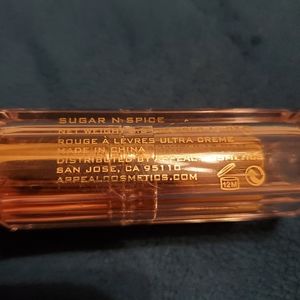 SUGAR N SPICE
NET WEIGHT
ROUGE À LÈVRES ULTRA CREME
MADE IN CHINA
DISTRIBUTED BY
SAN JOSE, CA 95110
APPEALCOSMETICS.COM
12M